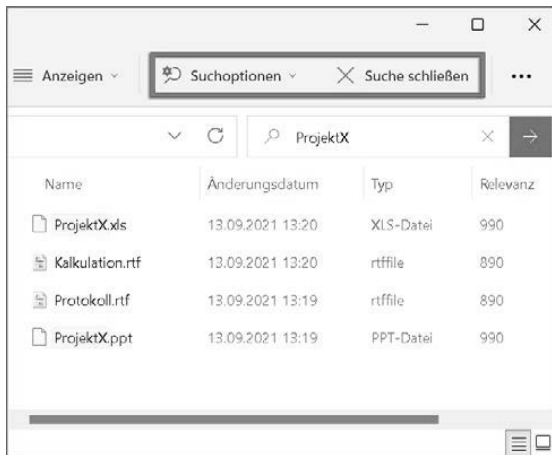 Anzeigen Suchoptionen Suche schließen
ProjektX
Name Änderungsdatum Typ Relevanz
ProjektX.xls 13.09.2021 13:20 XLS-Datei 990
Kalkulation.rtf 13.09.2021 13:20 rtffile 890
Protokoll.rtf 13.09.2021 13:19 rtffile 890
ProjektX.ppt 13.09.2021 13:19 PPT-Datei 990